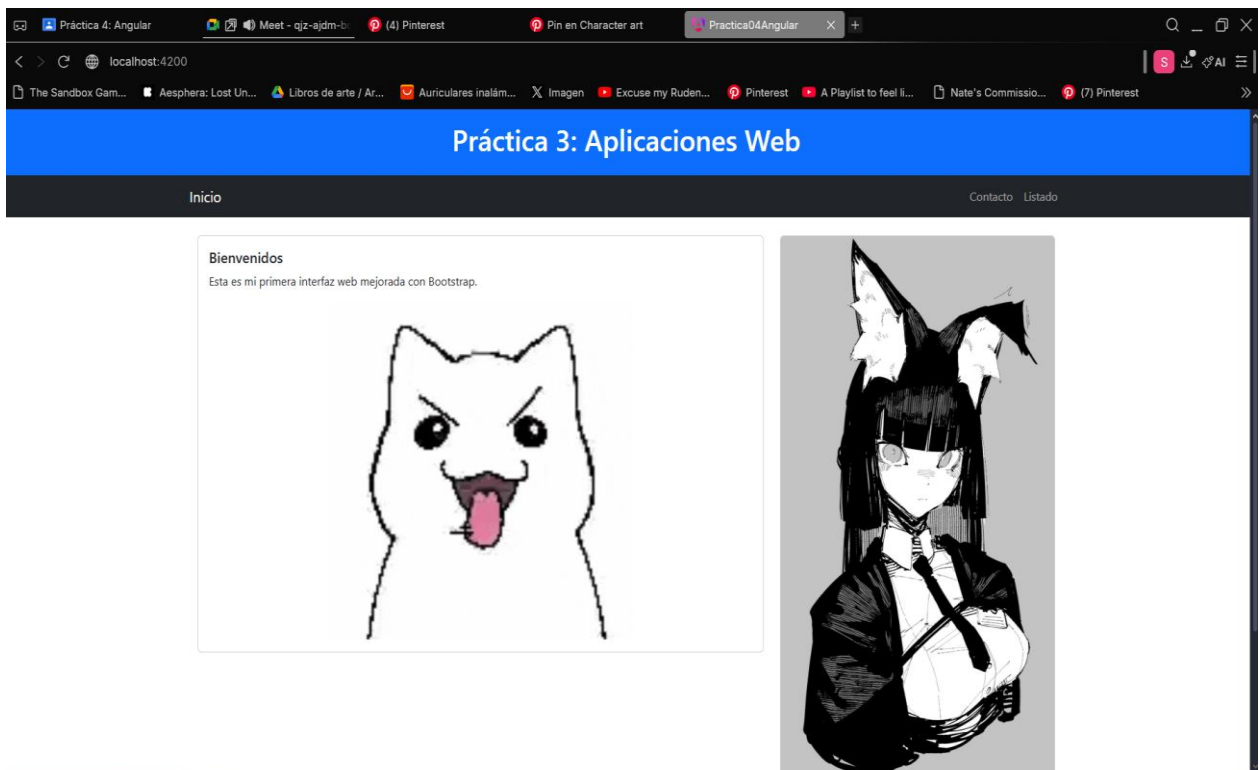 Práctica 4: Angular
Meet - qjz-ajdm-b
(4) Pinterest
Pin en Character art
Practica04Angular
localhost:4200
S
AI
The Sandbox Gam...
Aesphera: Lost Un...
Libros de arte / Ar...
Auriculares inalám...
Imagen
Excuse my Ruden...
Pinterest
A Playlist to feel li...
Nate's Commissio...
(7) Pinterest
Práctica 3: Aplicaciones Web
Inicio
Contacto
Listado
Bienvenidos
Esta es mi primera interfaz web mejorada con Bootstrap.